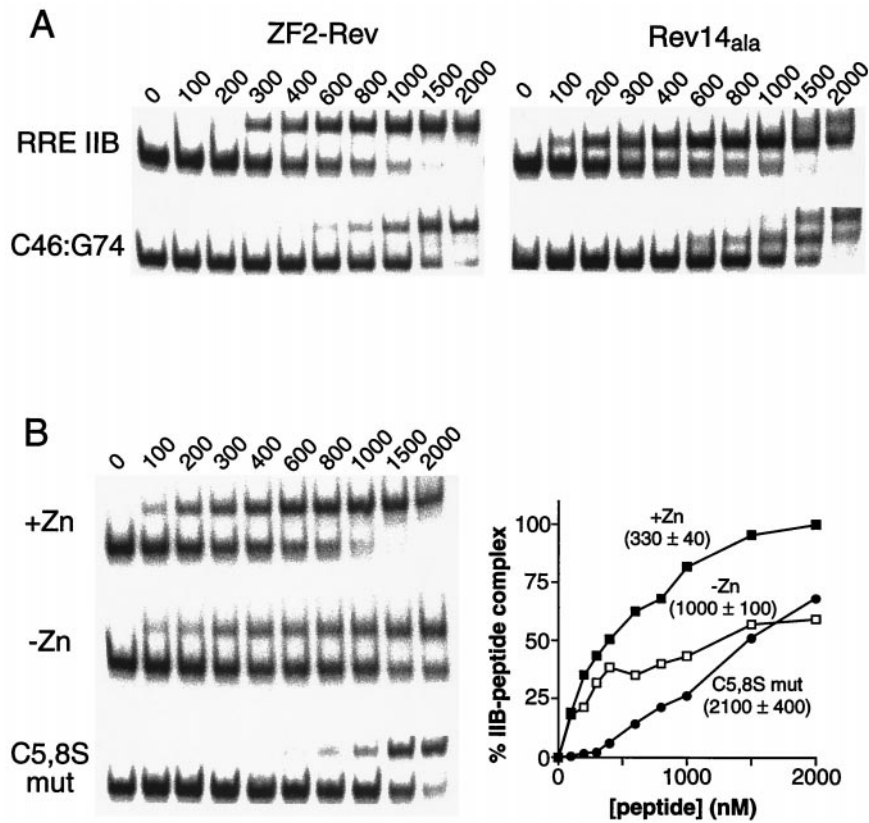 A
ZF2-Rev
Rev14ala
0 100 200 300 400 600 800 1000 1500 2000
0 100 200 300 400 600 800 1000 1500 2000
RRE IIB
C46:G74
B
0 100 200 300 400 600 800 1000 1500 2000
+Zn
-Zn
C5,8S
mut
% IIB-peptide complex
100
75
50
25
0
+Zn
(330 ± 40)
-Zn
(1000 ± 100)
C5,8S mut
(2100 ± 400)
0 1000 2000
[peptide] (nM)